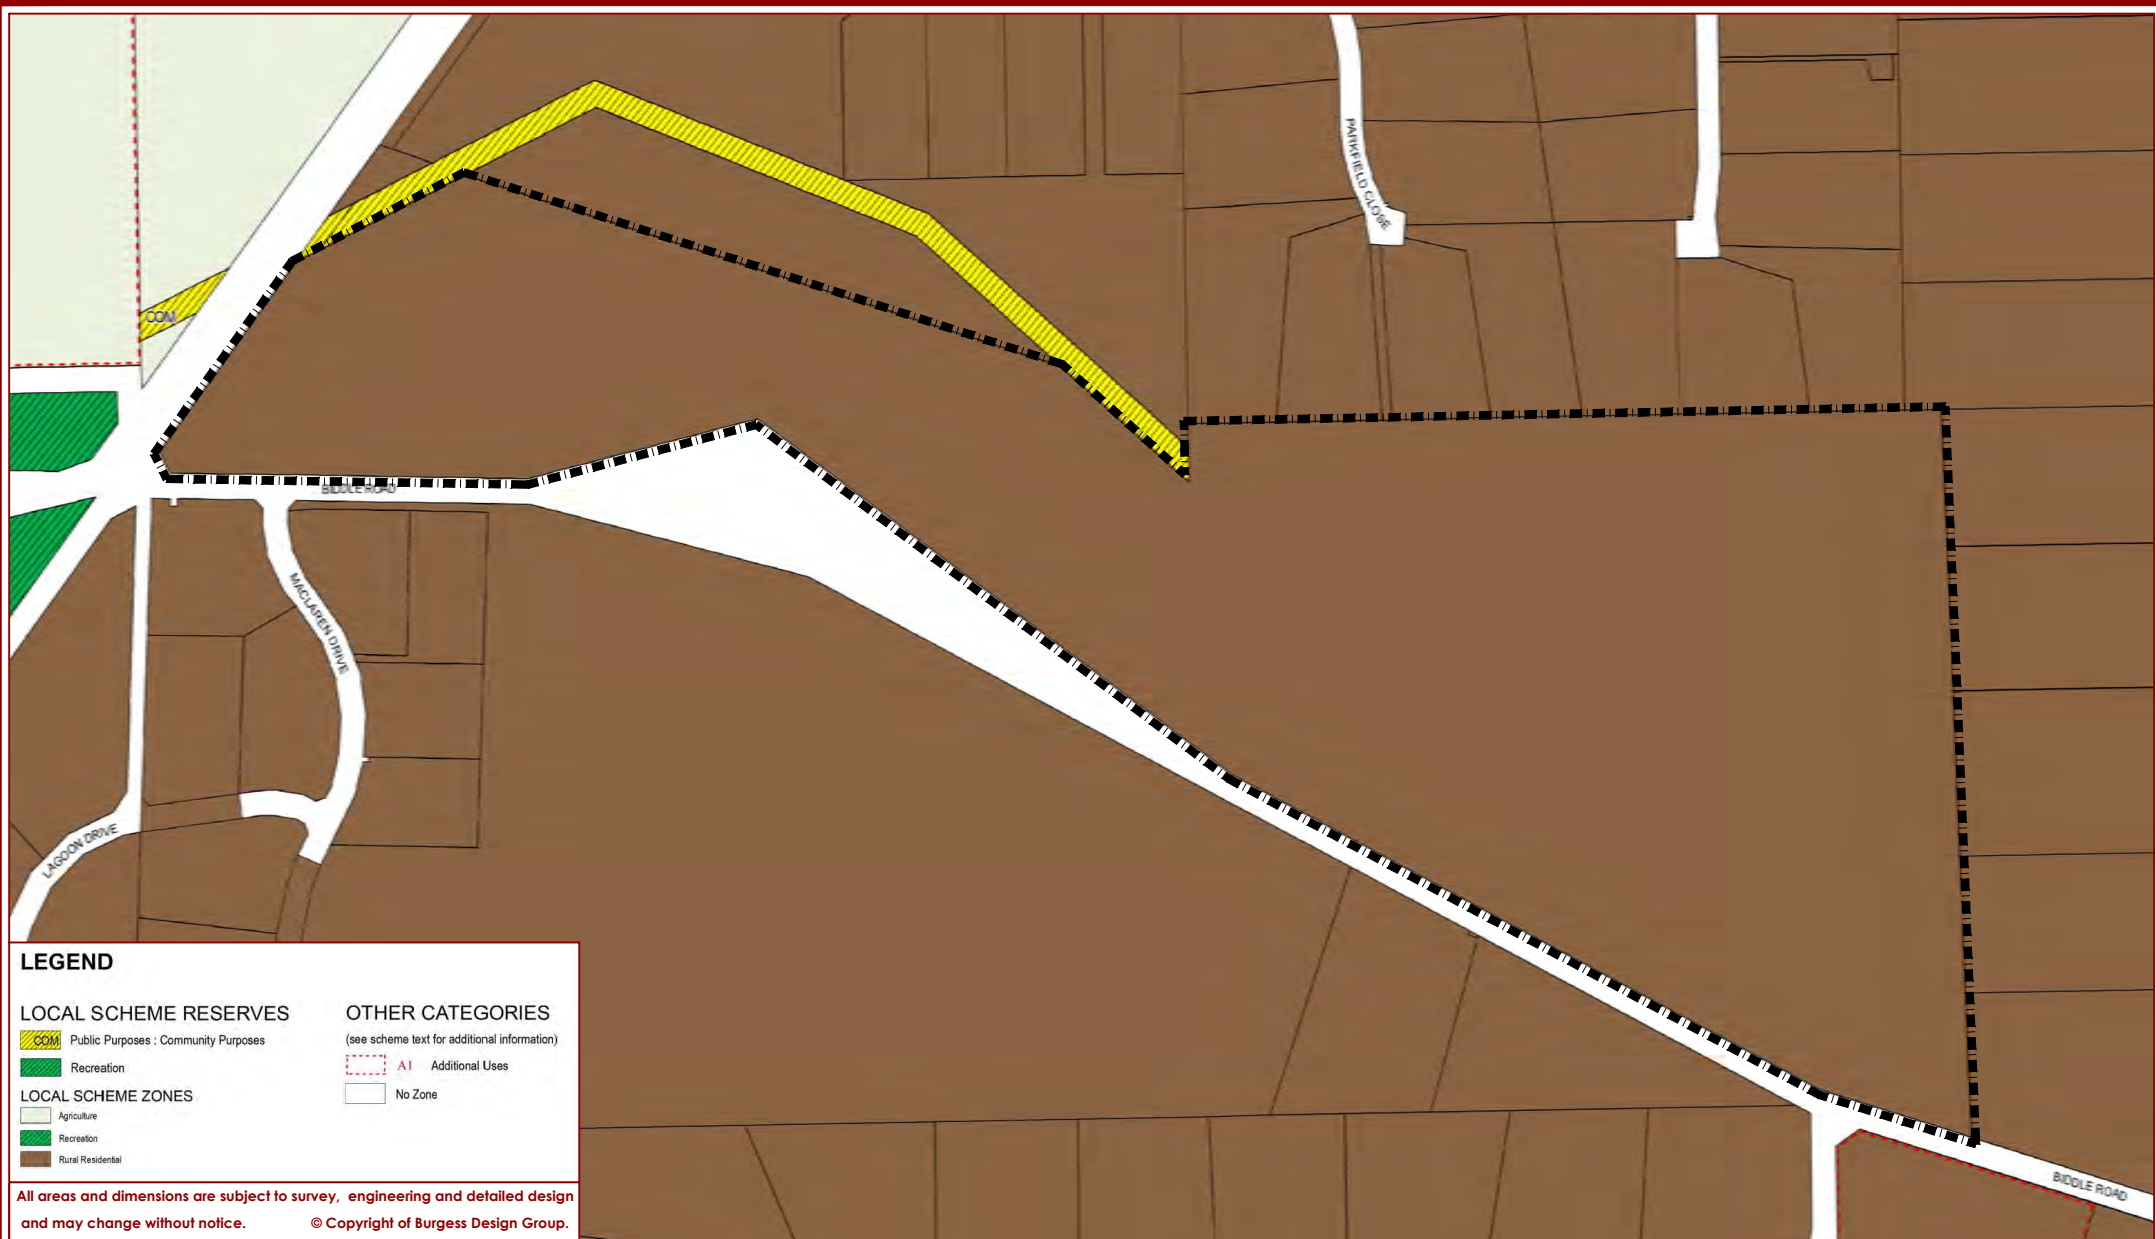 PARKFIELD CLOSE
COM
BIDDLE ROAD
MACLAREN DRIVE
LAGOON DRIVE
BIDDLE ROAD
LEGEND
LOCAL SCHEME RESERVES
COM Public Purposes : Community Purposes
Recreation
LOCAL SCHEME ZONES
Agriculture
Recreation
Rural Residential
OTHER CATEGORIES
(see scheme text for additional information)
A1 Additional Uses
No Zone
All areas and dimensions are subject to survey, engineering and detailed design
and may change without notice. © Copyright of Burgess Design Group.